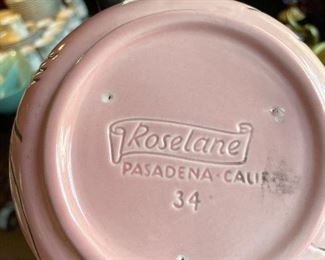 Roselane
PASADENA • CALIF.
34